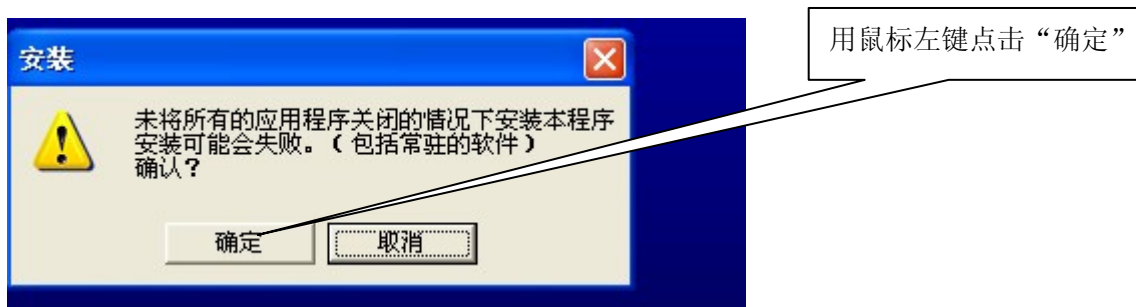 用鼠标左键点击“确定”
安装
未将所有的应用程序关闭的情况下安装本程序
安装可能会失败。(包括常驻的软件)
确认?
确定
取消